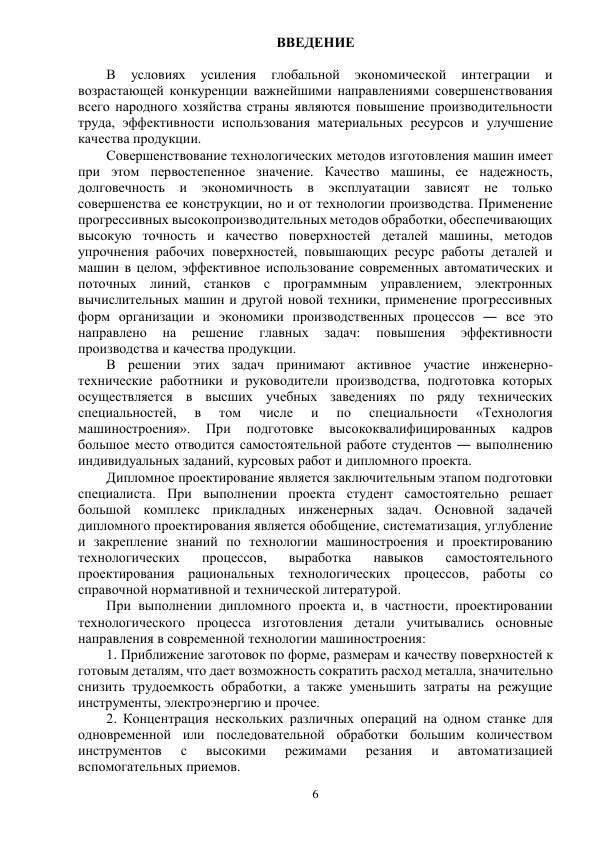 ВВЕДЕНИЕ
В условиях усиления глобальной экономической интеграции и
возрастающей конкуренции важнейшими направлениями совершенствования
всего народного хозяйства страны являются повышение производительности
труда, эффективности использования материальных ресурсов и улучшение
качества продукции.
Совершенствование технологических методов изготовления машин имеет
при этом первостепенное значение. Качество машины, ее надежность,
долговечность и экономичность в эксплуатации зависят не только
совершенства ее конструкции, но и от технологии производства. Применение
прогрессивных высокопроизводительных методов обработки, обеспечивающих
высокую точность и качество поверхностей деталей машины, методов
упрочнения рабочих поверхностей, повышающих ресурс работы деталей и
машин в целом, эффективное использование современных автоматических и
поточных линий, станков с программным управлением, электронных
вычислительных машин и другой новой техники, применение прогрессивных
форм организации и экономики производственных процессов — все это
направлено на решение главных задач: повышения эффективности
производства и качества продукции.
В решении этих задач принимают активное участие инженерно-
технические работники и руководители производства, подготовка которых
осуществляется в высших учебных заведениях по ряду технических
специальностей, в том числе и по специальности «Технология
машиностроения». При подготовке высококвалифицированных кадров
большое место отводится самостоятельной работе студентов — выполнению
индивидуальных заданий, курсовых работ и дипломного проекта.
Дипломное проектирование является заключительным этапом подготовки
специалиста. При выполнении проекта студент самостоятельно решает
большой комплекс прикладных инженерных задач. Основной задачей
дипломного проектирования является обобщение, систематизация, углубление
и закрепление знаний по технологии машиностроения и проектированию
технологических процессов, выработка навыков самостоятельного
проектирования рациональных технологических процессов, работы со
справочной нормативной и технической литературой.
При выполнении дипломного проекта и, в частности, проектировании
технологического процесса изготовления детали учитывались основные
направления в современной технологии машиностроения:
1. Приближение заготовок по форме, размерам и качеству поверхностей к
готовым деталям, что дает возможность сократить расход металла, значительно
снизить трудоемкость обработки, а также уменьшить затраты на режущие
инструменты, электроэнергию и прочее.
2. Концентрация нескольких различных операций на одном станке для
одновременной или последовательной обработки большим количеством
инструментов с высокими режимами резания и автоматизацией
вспомогательных приемов.
6